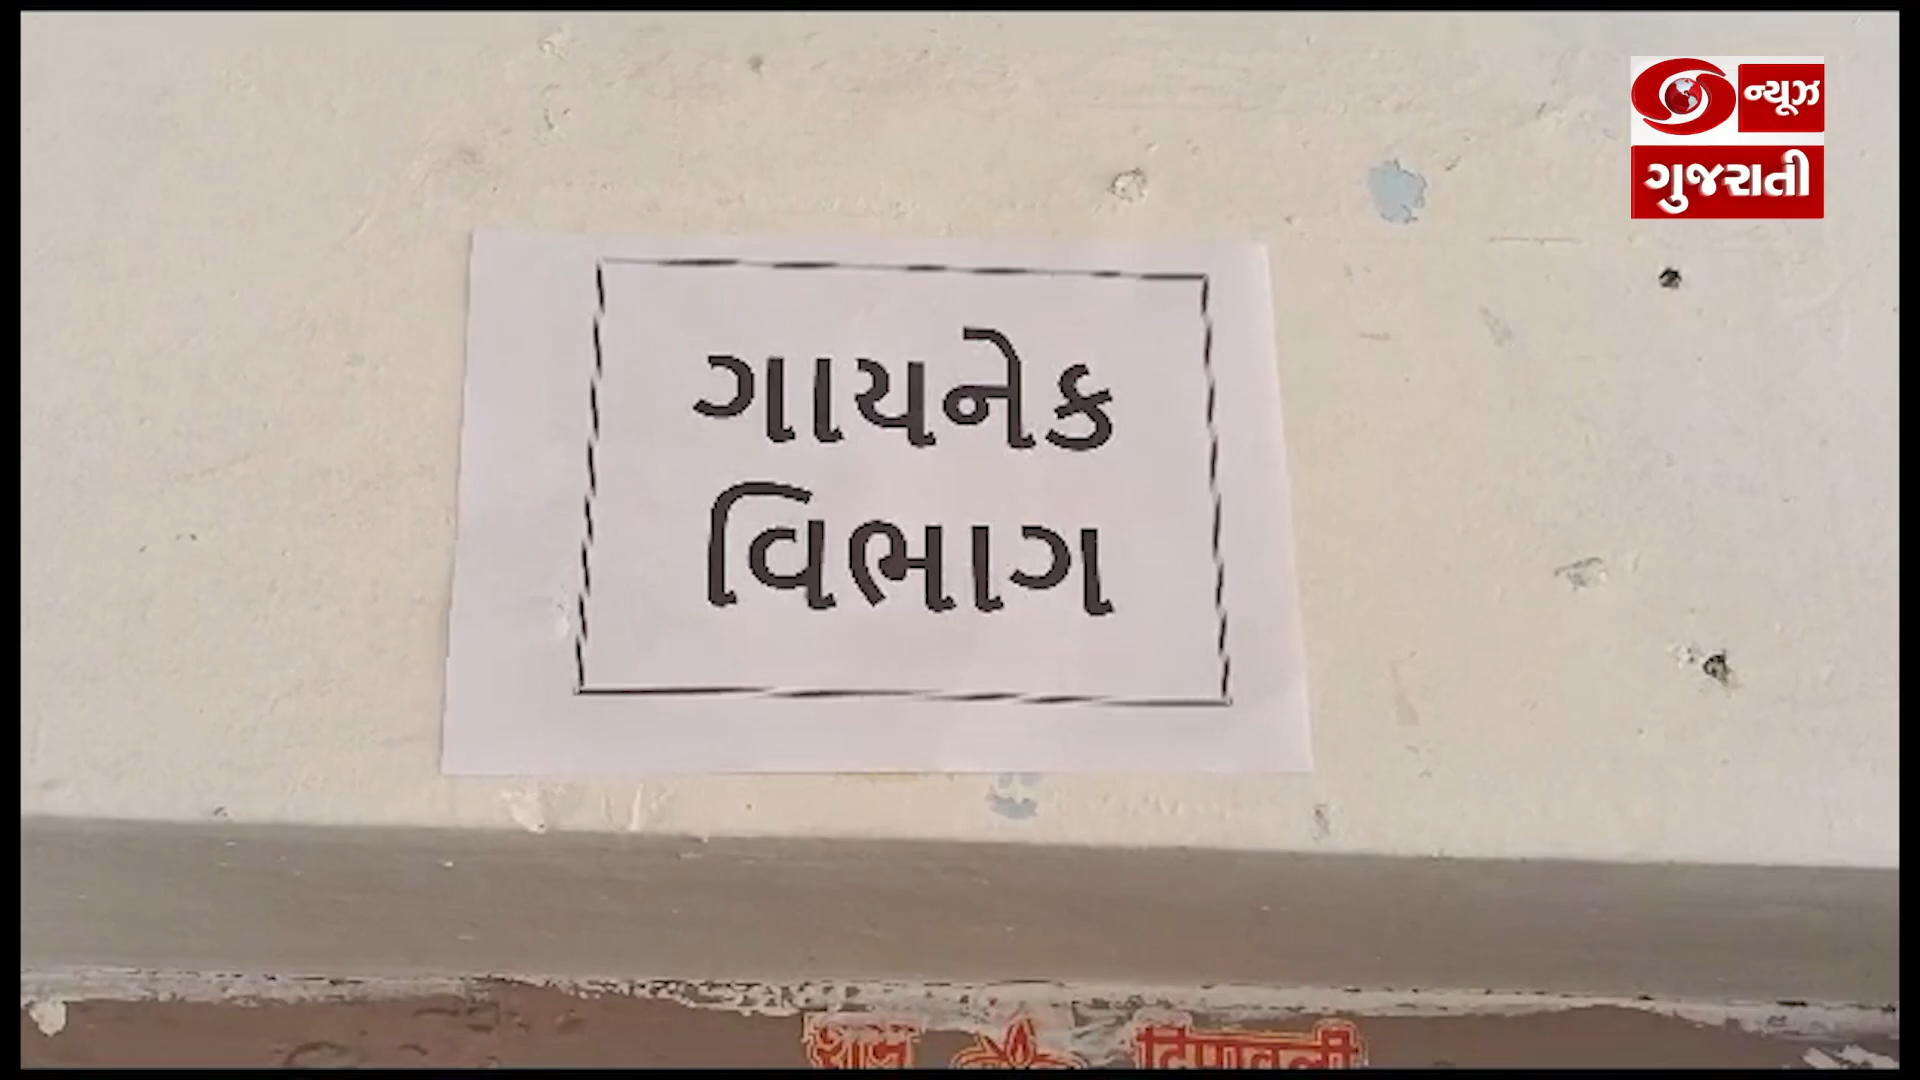 ન્યૂઝ
ગુજરાતી
ગાયનેક
વિભાગ